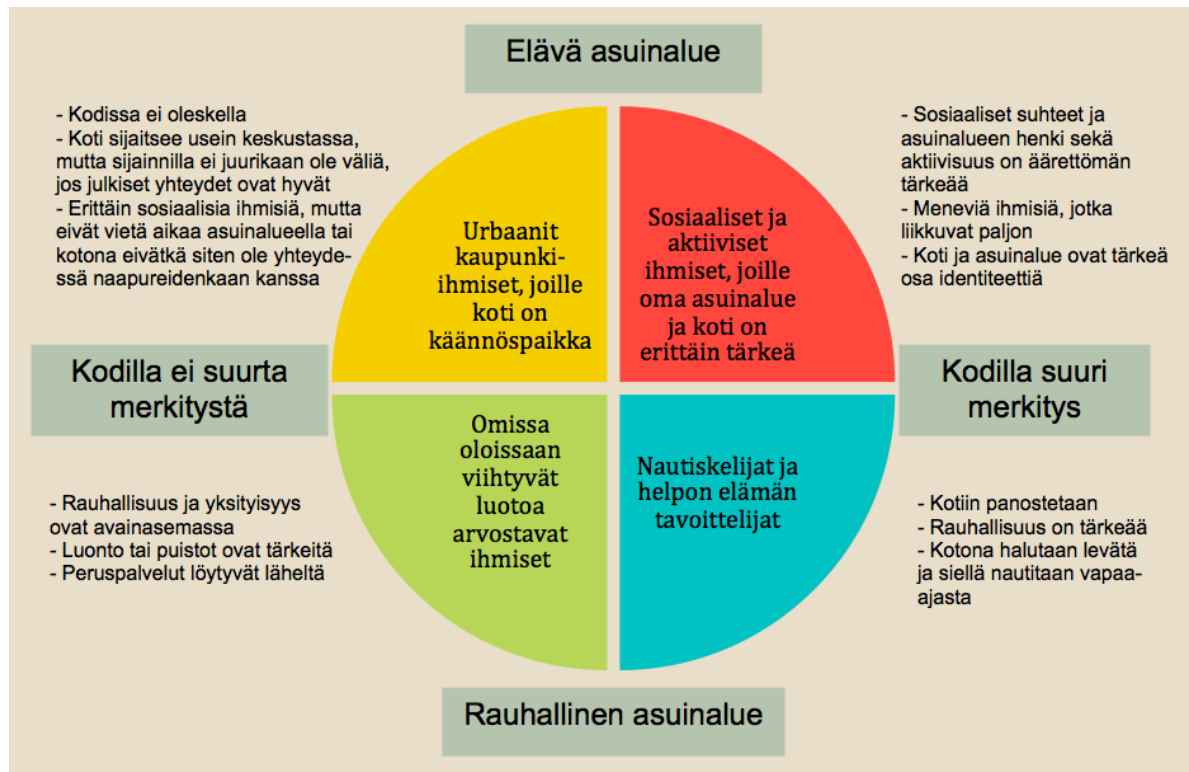 Elävä asuinalue
- Kodissa ei oleskella
- Koti sijaitsee usein keskustassa,
mutta sijainnilla ei juurikaan ole väliä,
jos julkiset yhteydet ovat hyvät
- Erittäin sosiaalisia ihmisiä, mutta
eivät vietä aikaa asuinalueella tai
kotona eivätkä siten ole yhteyde-
ssä naapureidenkaan kanssa
Urbaanit
kaupunki-
ihmiset, joille
koti on
käännöspaikka
Sosiaaliset ja
aktiiviset
ihmiset, joille
oma asuinalue
ja koti on
erittäin tärkeä
- Sosiaaliset suhteet ja
asuinalueen henki sekä
aktiivisuus on äärettömän
tärkeää
- Meneviä ihmisiä, jotka
liikkuvat paljon
- Koti ja asuinalue ovat tärkeä
osa identiteettiä
Kodilla ei suurta
merkitystä
Kodilla suuri
merkitys
- Rauhallisuus ja yksityisyys
ovat avainasemassa
- Luonto tai puistot ovat tärkeitä
- Peruspalvelut löytyvät läheltä
Omissa
oloissaan
viihtyvät
luotoa
arvostavat
ihmiset
Nautiskelijat ja
helpon elämän
tavoittelijat
- Kotiin panostetaan
- Rauhallisuus on tärkeää
- Kotona halutaan levätä
ja siellä nautitaan vapaa-
ajasta
Rauhallinen asuinalue